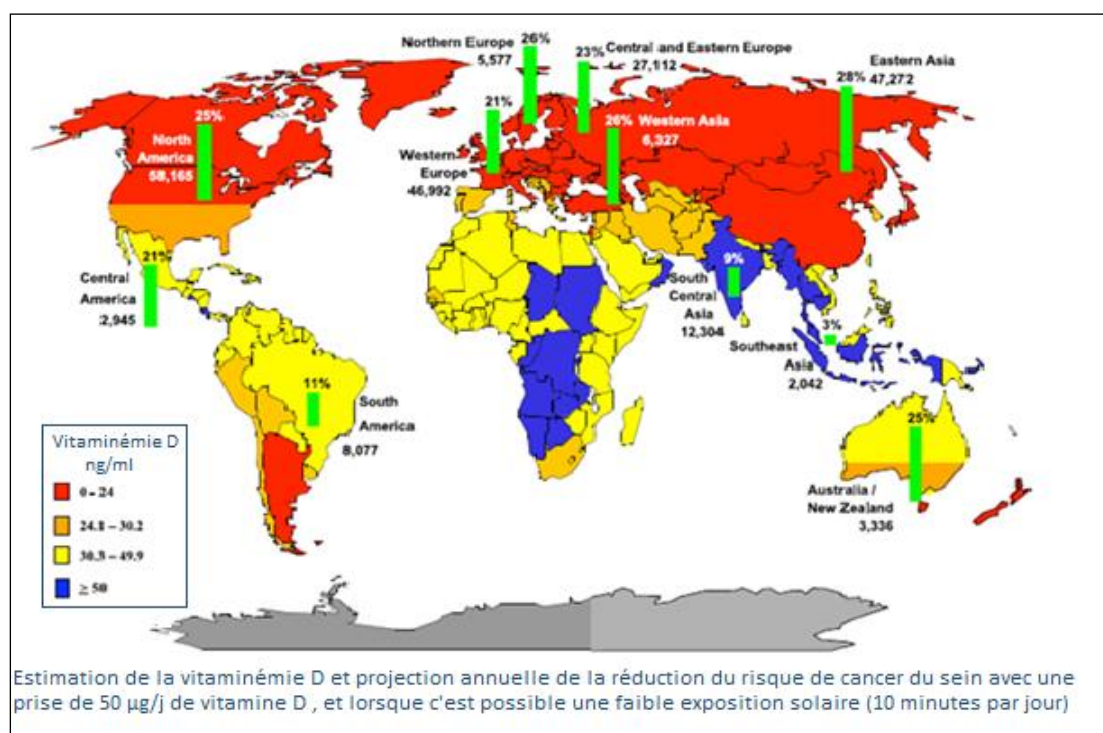 26%
Northern Europe
5,577
23%
Central and Eastern Europe
27,112
Eastern Asia
28%
47,272
25%
North
America
58,165
21%
Western
Europe
46,992
26% Western Asia
6,327
21%
Central
America
2,945
9%
South
Central
Asia
12,304
3%
Southeast
Asia
2,042
11%
South
America
8,077
25%
Australia /
New Zealand
3,336
Vitaminémie D
ng/ml
0 – 24
24.1 – 30.2
30.3 – 49.9
≥ 50
Estimation de la vitaminémie D et projection annuelle de la réduction du risque de cancer du sein avec une
prise de 50 µg/j de vitamine D , et lorsque c'est possible une faible exposition solaire (10 minutes par jour)